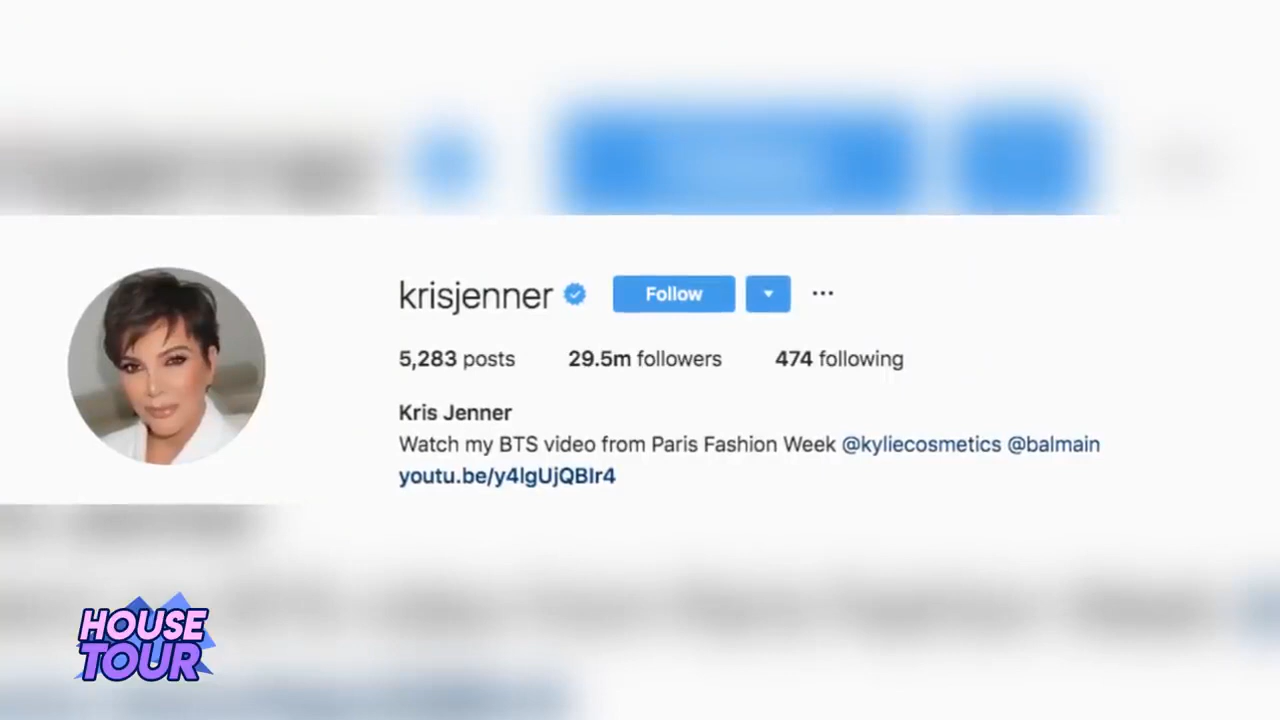 krisjenner Follow ...
5,283 posts 29.5m followers 474 following
Kris Jenner
Watch my BTS video from Paris Fashion Week @kyliecosmetics @balmain
youtu.be/y4lgUjQBIr4
HOUSE
TOUR